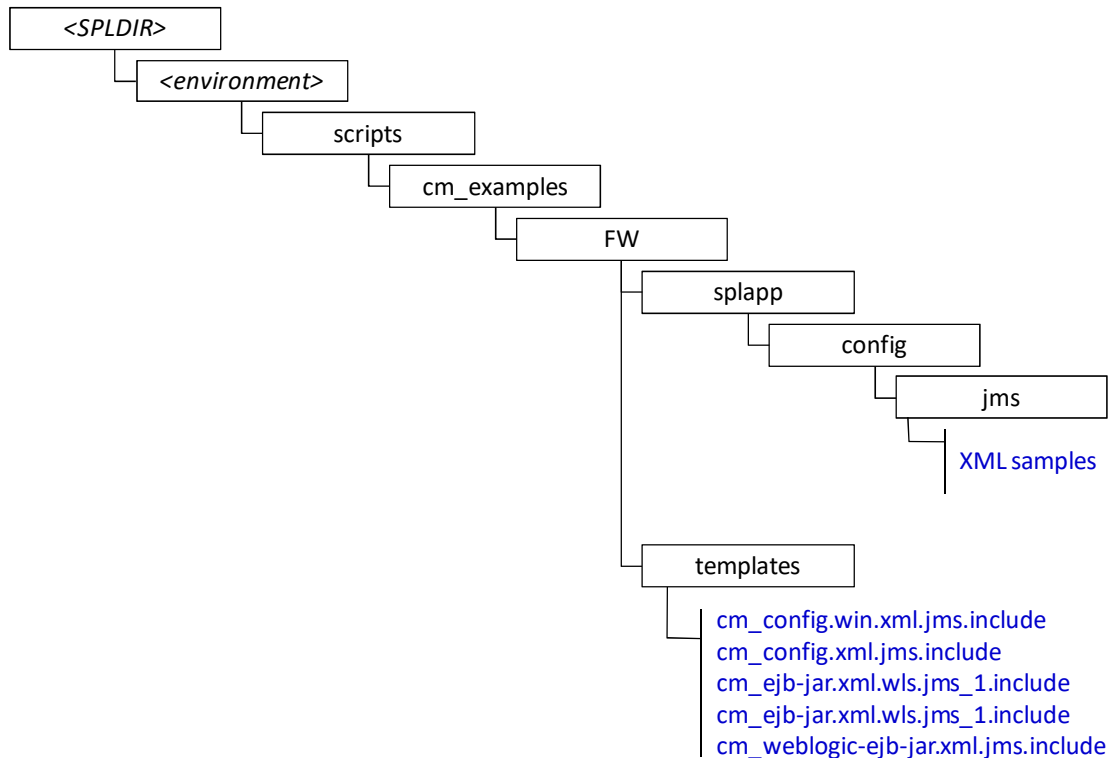 <SPLDIR>
<environment>
scripts
cm_examples
FW
splapp
config
jms
XML samples
templates
cm_config.win.xml.jms.include
cm_config.xml.jms.include
cm_ejb-jar.xml.wls.jms_1.include
cm_ejb-jar.xml.wls.jms_1.include
cm_weblogic-ejb-jar.xml.jms.include